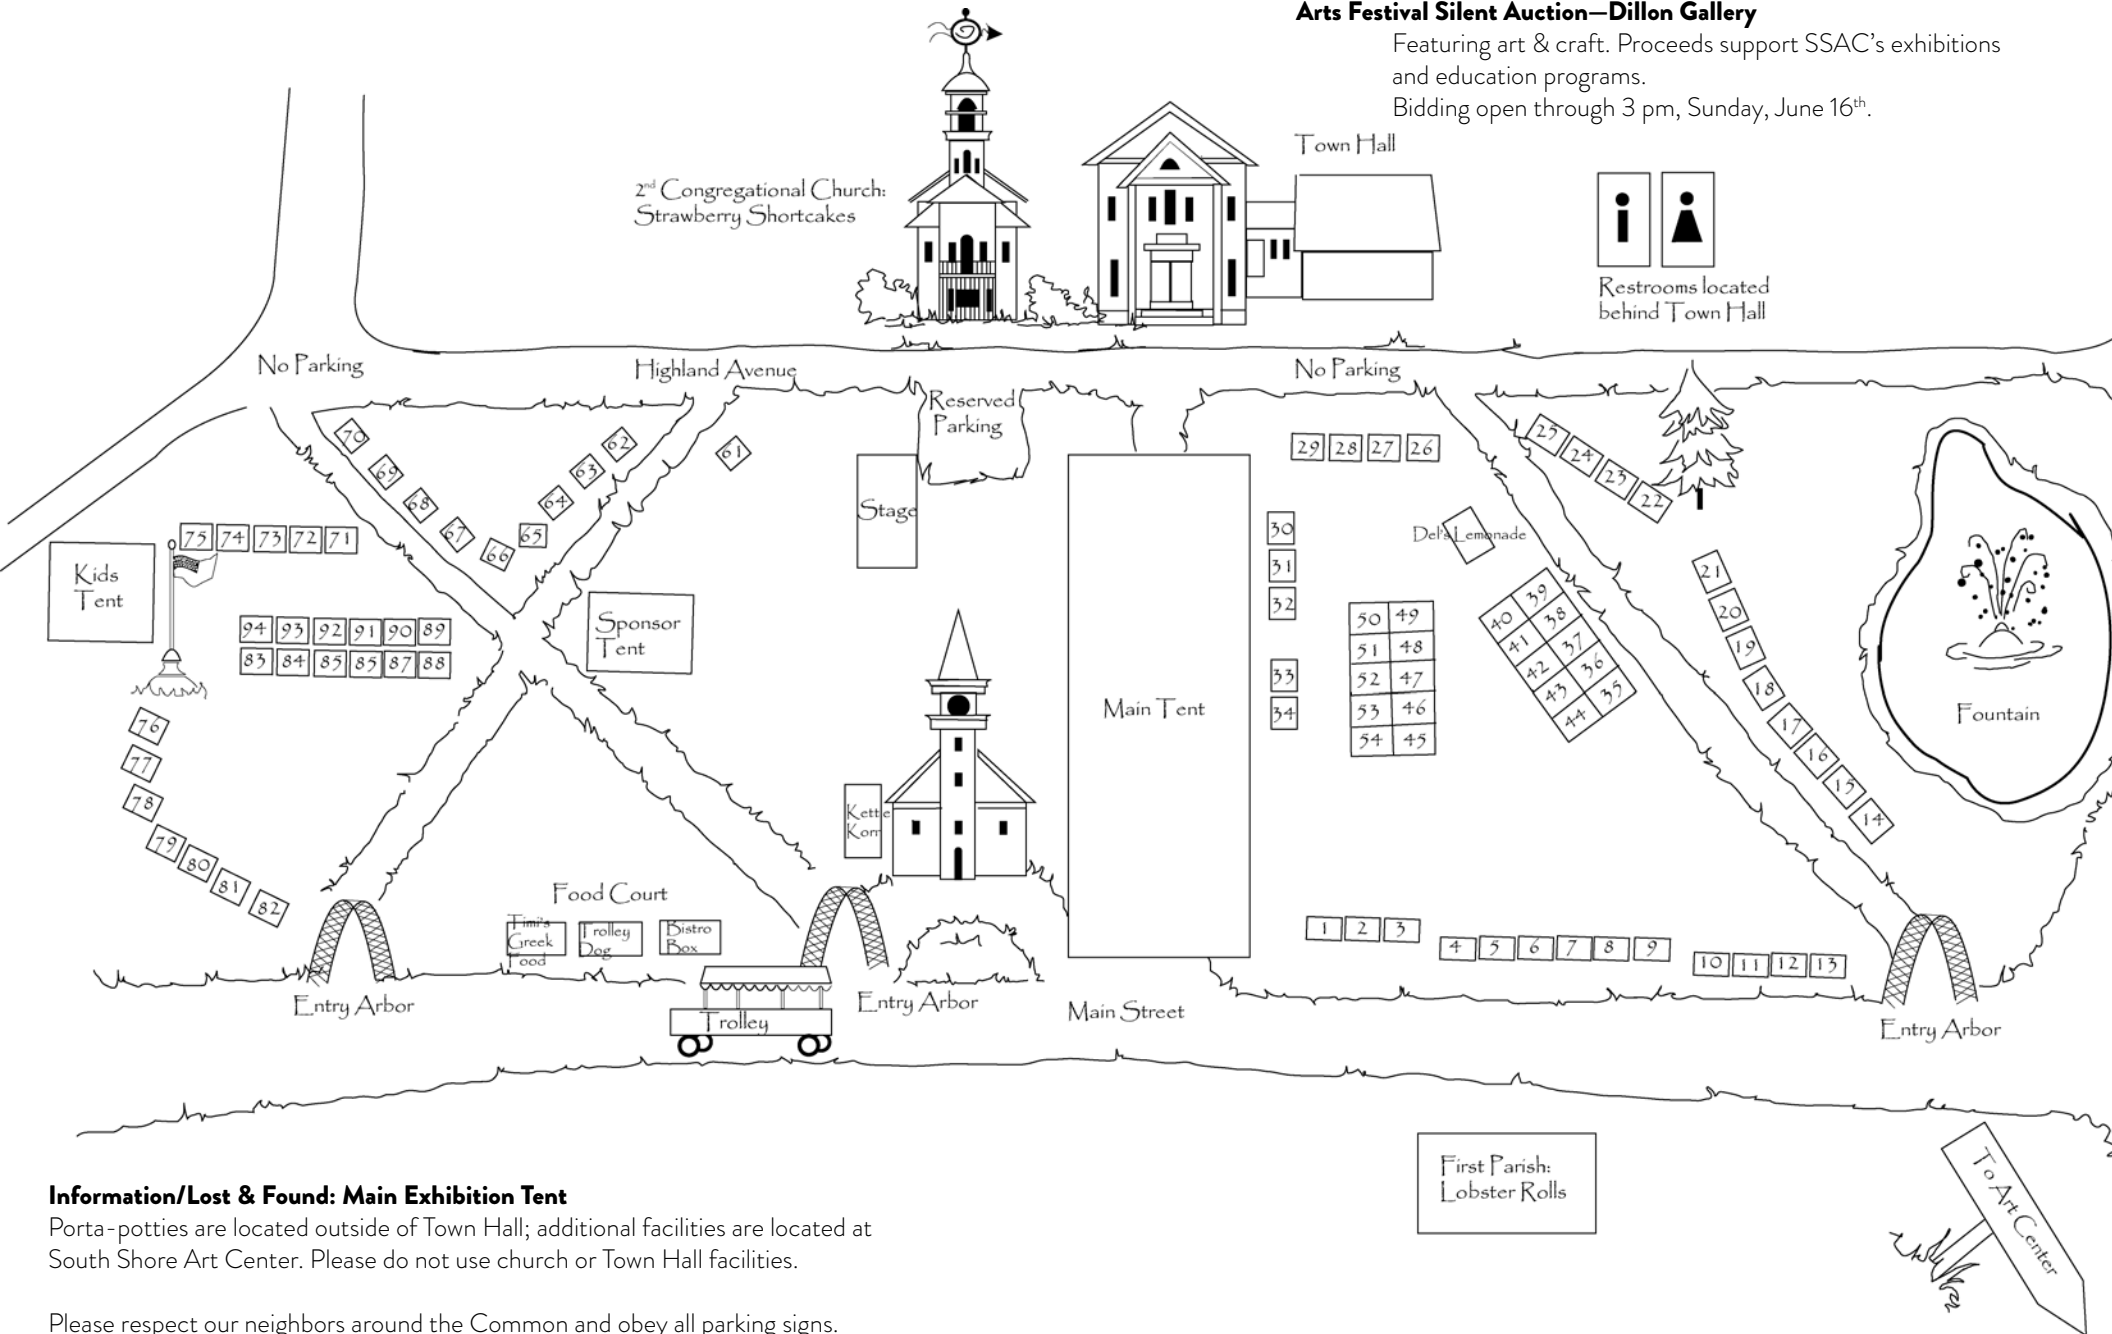 Arts Festival Silent Auction—Dillon Gallery
Featuring art & craft. Proceeds support SSAC's exhibitions
and education programs.
Bidding open through 3 pm, Sunday, June 16th.
Town Hall
2nd Congregational Church:
Strawberry Shortcakes
Restrooms located
behind Town Hall
No Parking
Highland Avenue
No Parking
Reserved
Parking
70
69
68
67
66
65
64
63
62
61
29 28 27 26
25
24
23
22
Stage
75 74 73 72 71
Kids
Tent
30
31
32
33
34
Del's Lemonade
21
20
19
18
17
16
15
14
94 93 92 91 90 89
83 84 85 85 87 88
Sponsor
Tent
50 49
51 48
52 47
53 46
54 45
40 39
41 38
42 37
43 36
44 35
Main Tent
Fountain
76
77
78
79
80
81
82
Kettle
Korn
Food Court
Timi's
Greek
Food
Trolley
Dog
Bistro
Box
1 2 3
4 5 6 7 8 9
10 11 12 13
Entry Arbor
Trolley
Entry Arbor
Main Street
Entry Arbor
First Parish:
Lobster Rolls
To Art Center
Information/Lost & Found: Main Exhibition Tent
Porta-potties are located outside of Town Hall; additional facilities are located at
South Shore Art Center. Please do not use church or Town Hall facilities.
Please respect our neighbors around the Common and obey all parking signs.